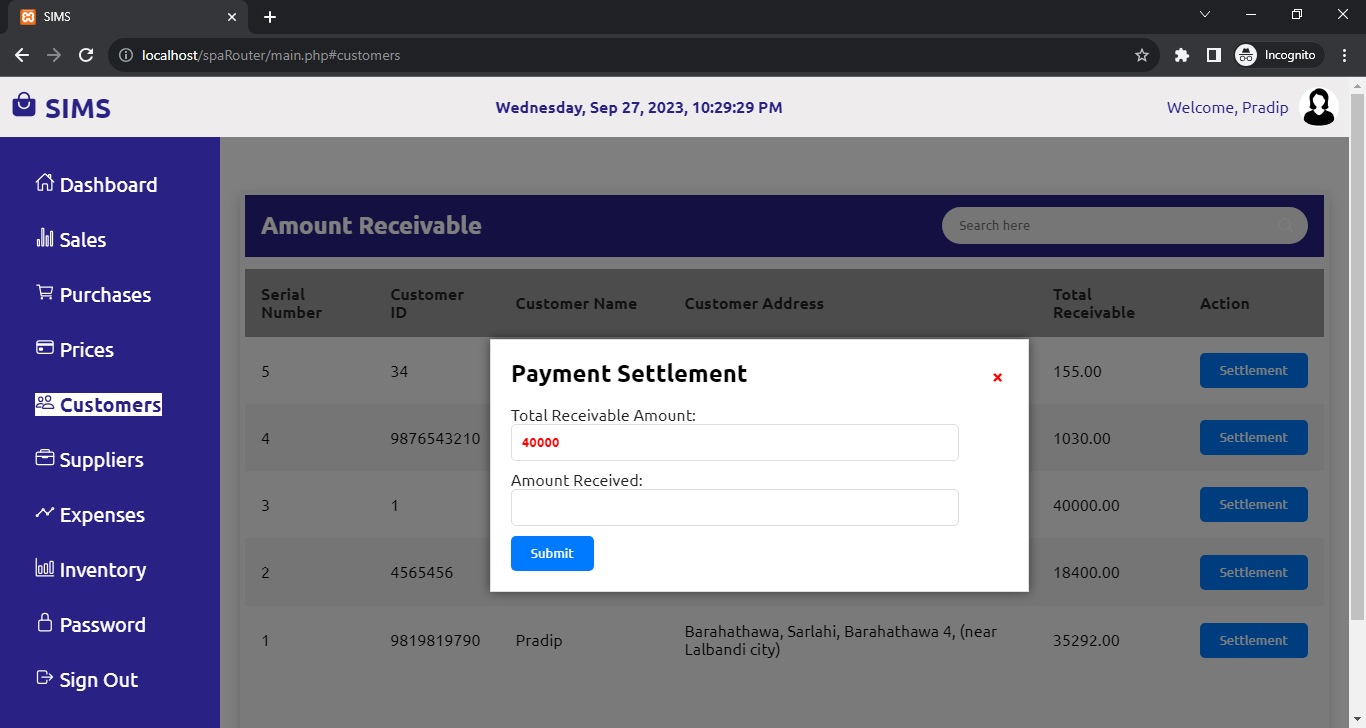 SIMS
localhost/spaRouter/main.php#customers
Incognito
SIMS
Wednesday, Sep 27, 2023, 10:29:29 PM
Welcome, Pradip
Dashboard
Sales
Purchases
Prices
Customers
Suppliers
Expenses
Inventory
Password
Sign Out
Amount Receivable
Search here
Serial Number
Customer ID
Customer Name
Customer Address
Total Receivable
Action
5 34 155.00 Settlement
4 9876543210 1030.00 Settlement
3 1 40000.00 Settlement
2 4565456 18400.00 Settlement
1 9819819790 Pradip Barahathawa, Sarlahi, Barahathawa 4, (near
Lalbandi city) 35292.00 Settlement
Payment Settlement
×
Total Receivable Amount:
40000
Amount Received:
Submit